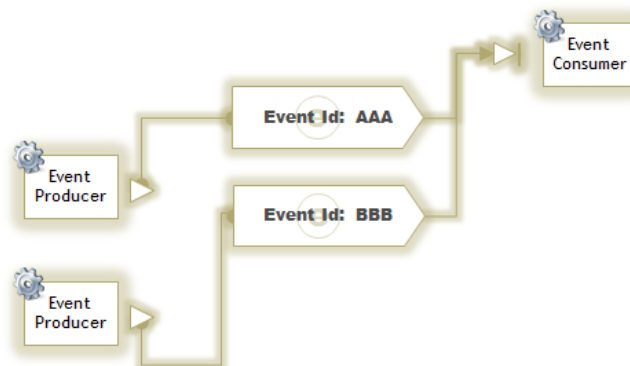 Event
Consumer
Event Id: AAA
Event
Producer
Event Id: BBB
Event
Producer